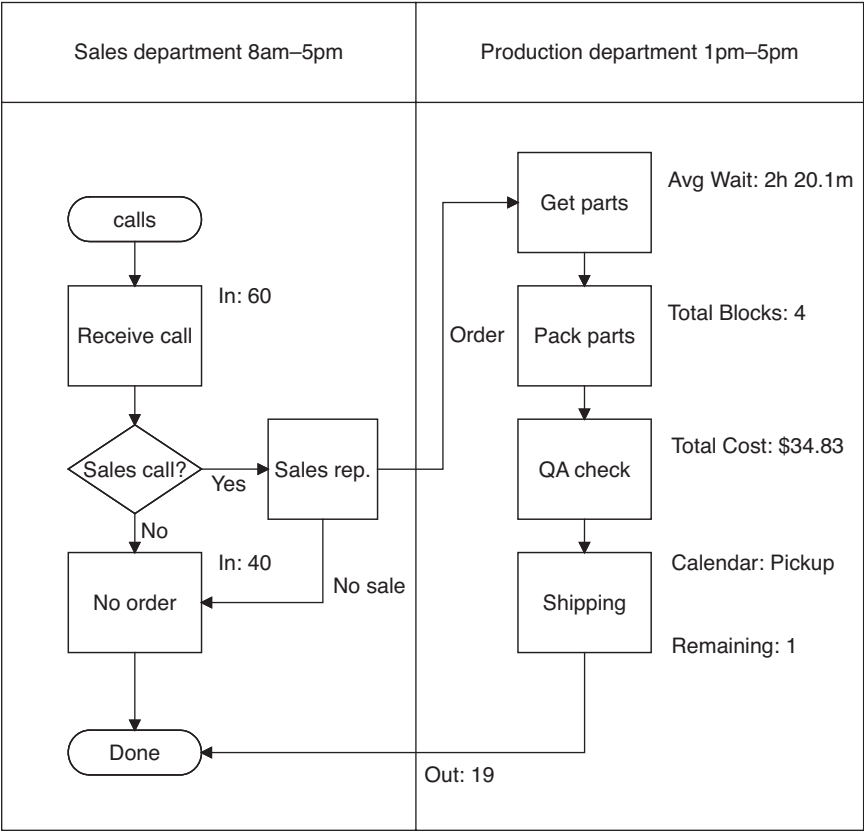 Sales department 8am–5pm
Production department 1pm–5pm
calls
In: 60
Receive call
Sales call?
Yes
Sales rep.
No
In: 40
No order
No sale
Done
Order
Get parts
Avg Wait: 2h 20.1m
Pack parts
Total Blocks: 4
QA check
Total Cost: $34.83
Shipping
Calendar: Pickup
Remaining: 1
Out: 19